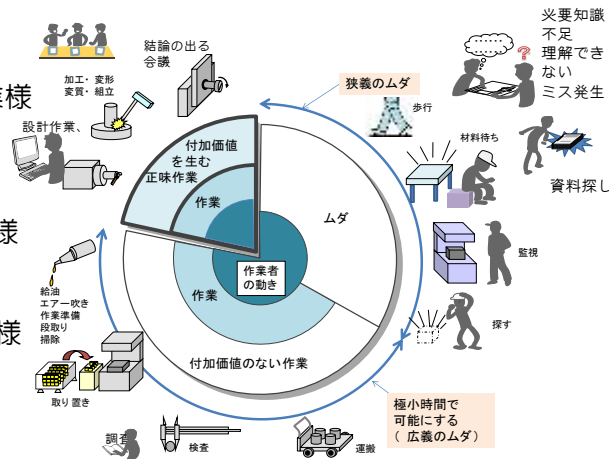 結論の出る
会議
加工・変形
変質・組立
業様
設計作業、
様
給油
エアー吹き
作業準備
段取り
掃除
様
取り置き
調査
検査
運搬
付加価値
を生む
正味作業
作業
ムダ
作業者
の動き
作業
付加価値のない作業
狭義のムダ
歩行
材料待ち
監視
探す
極小時間で
可能にする
(広義のムダ)
必要知識
不足
理解でき
ない
ミス発生
?
資料探し